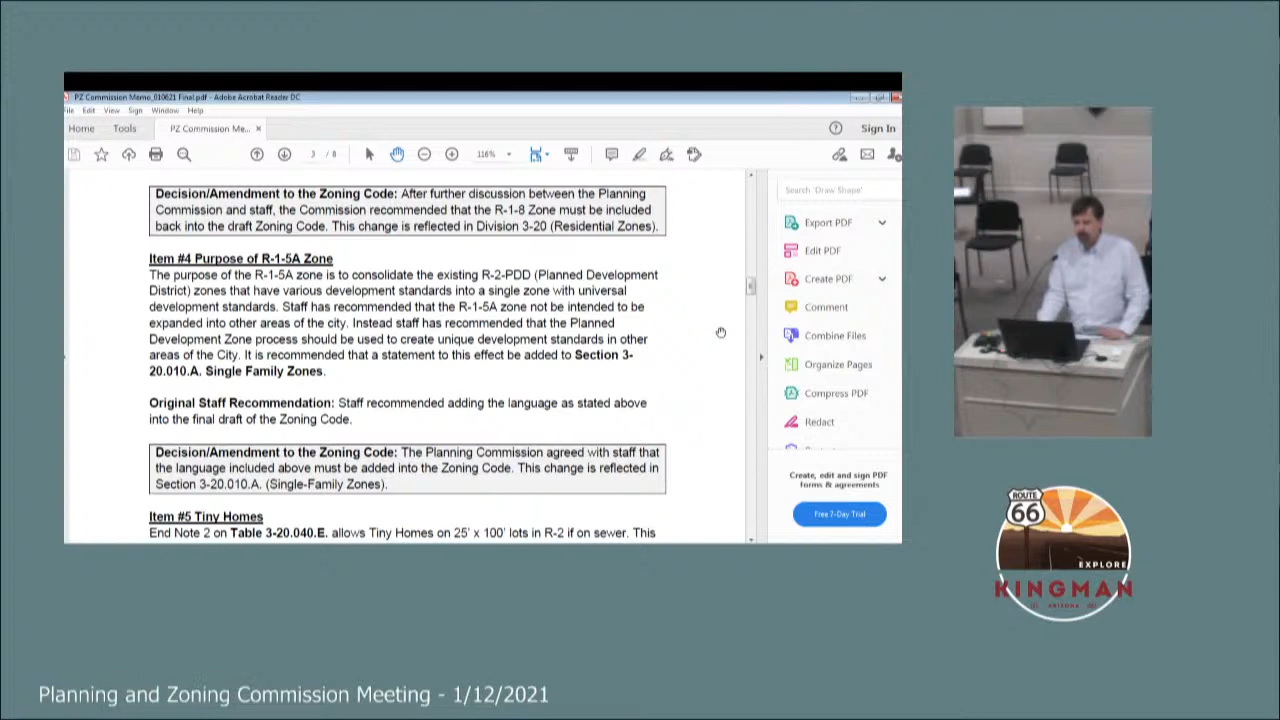 PZ Commission Memo_010621 Final.pdf - Adobe Acrobat Reader DC
File Edit View Sign Window Help
Home Tools PZ Commission Me... × Sign In
3 / 8 116%
Decision/Amendment to the Zoning Code: After further discussion between the Planning
Commission and staff, the Commission recommended that the R-1-8 Zone must be included
back into the draft Zoning Code. This change is reflected in Division 3-20 (Residential Zones).
Item #4 Purpose of R-1-5A Zone
The purpose of the R-1-5A zone is to consolidate the existing R-2-PDD (Planned Development
District) zones that have various development standards into a single zone with universal
development standards. Staff has recommended that the R-1-5A zone not be intended to be
expanded into other areas of the city. Instead staff has recommended that the Planned
Development Zone process should be used to create unique development standards in other
areas of the City. It is recommended that a statement to this effect be added to Section 3-
20.010.A. Single Family Zones.
Original Staff Recommendation: Staff recommended adding the language as stated above
into the final draft of the Zoning Code.
Decision/Amendment to the Zoning Code: The Planning Commission agreed with staff that
the language included above must be added into the Zoning Code. This change is reflected in
Section 3-20.010.A. (Single-Family Zones).
Item #5 Tiny Homes
End Note 2 on Table 3-20.040.E. allows Tiny Homes on 25' x 100' lots in R-2 if on sewer. This
Search 'Draw Shape'
Export PDF
Edit PDF
Create PDF
Comment
Combine Files
Organize Pages
Compress PDF
Redact
Create, edit and sign PDF
forms & agreements
Free 7-Day Trial
ROUTE
66
EXPLORE
KINGMAN
ARIZONA
Planning and Zoning Commission Meeting - 1/12/2021